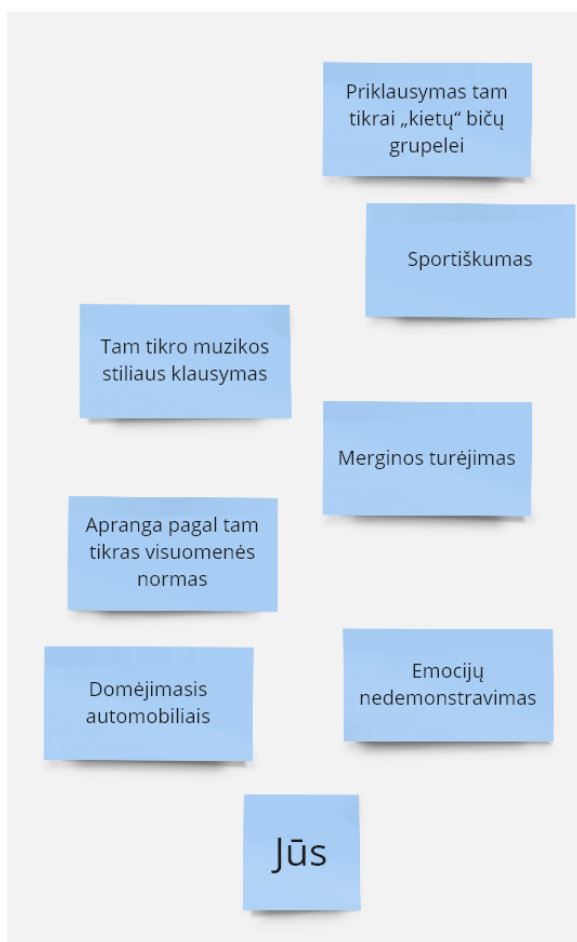 Priklausymas tam
tikrai „kietų“ bičų
grupelei
Sportiškumas
Tam tikro muzikos
stiliaus klausymas
Merginos turėjimas
Apranga pagal tam
tikras visuomenės
normas
Emocijų
nedemonstravimas
Domėjimasis
automobiliais
Jūs